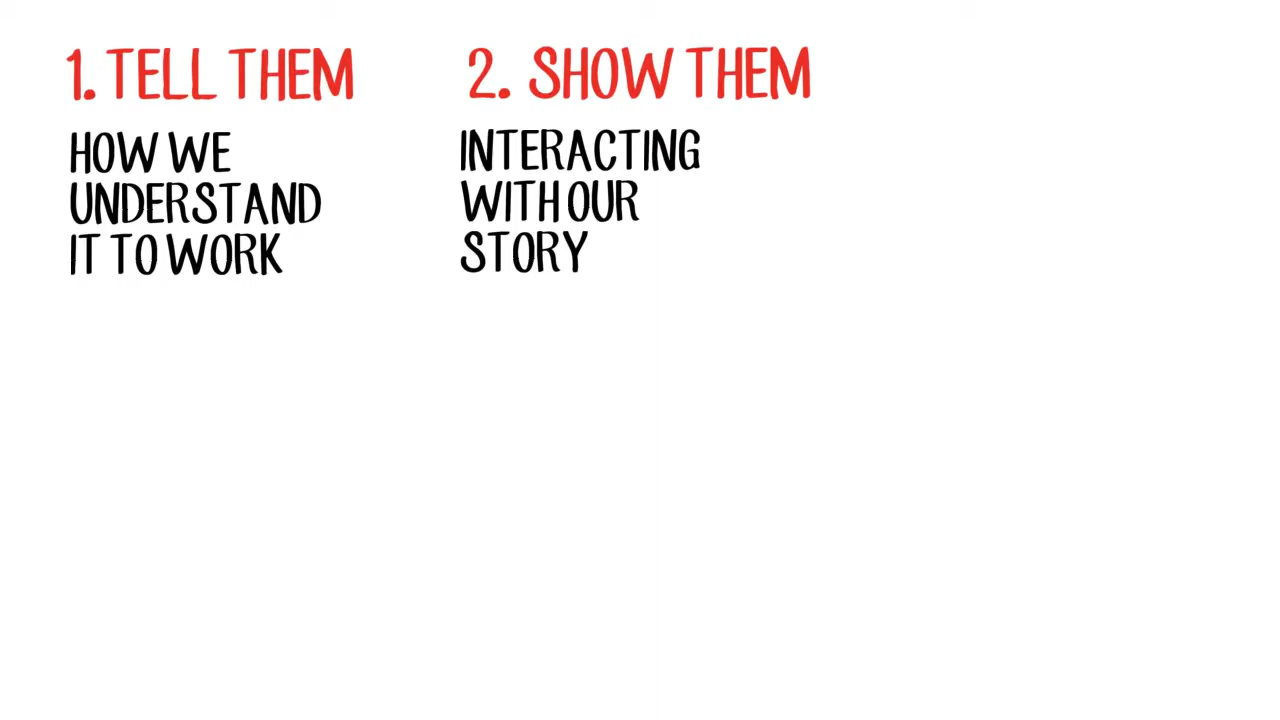 1. TELL THEM
HOW WE
UNDERSTAND
IT TO WORK
2. SHOW THEM
INTERACTING
WITH OUR
STORY